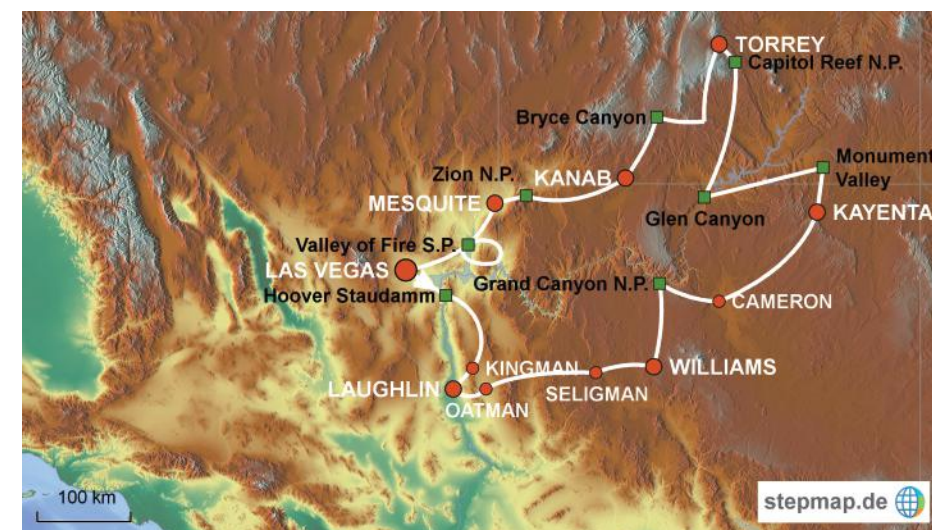 TORREY
Capitol Reef N.P.
Bryce Canyon
Monument
Valley
Zion N.P.
KANAB
MESQUITE
Glen Canyon
KAYENTA
Valley of Fire S.P.
LAS VEGAS
Hoover Staudamm
Grand Canyon N.P.
CAMERON
KINGMAN
WILLIAMS
LAUGHLIN
SELIGMAN
OATMAN
100 km
stepmap.de